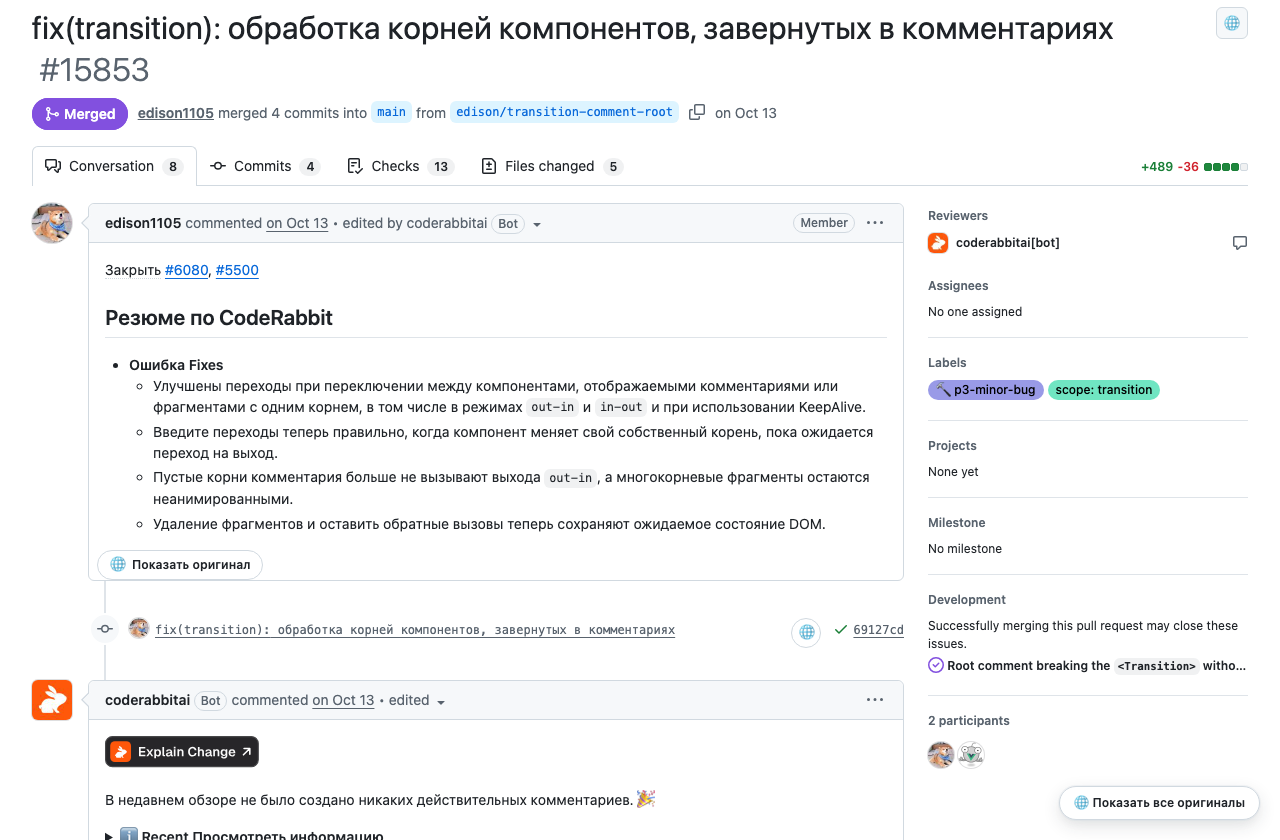 fix(transition): обработка корней компонентов, завернутых в комментариях
#15853
Merged edison1105 merged 4 commits into main from edison/transition-comment-root on Oct 13
Conversation 8 Commits 4 Checks 13 Files changed 5 +489 -36
edison1105 commented on Oct 13 • edited by coderabbitai Bot Member
Закрыть #6080, #5500
Резюме по CodeRabbit
Ошибка Fixes
Улучшены переходы при переключении между компонентами, отображаемыми комментариями или
фрагментами с одним корнем, в том числе в режимах out-in и in-out и при использовании KeepAlive.
Введите переходы теперь правильно, когда компонент меняет свой собственный корень, пока ожидается
переход на выход.
Пустые корни комментария больше не вызывают выхода out-in, а многокорневые фрагменты остаются
неанимированными.
Удаление фрагментов и оставить обратные вызовы теперь сохраняют ожидаемое состояние DOM.
Показать оригинал
fix(transition): обработка корней компонентов, завернутых в комментариях 69127cd
coderabbitai Bot commented on Oct 13 • edited
Explain Change
В недавнем обзоре не было создано никаких действительных комментариев.
Recent Просмотреть информацию
Reviewers
coderabbitai[bot]
Assignees
No one assigned
Labels
p3-minor-bug scope: transition
Projects
None yet
Milestone
No milestone
Development
Successfully merging this pull request may close these
issues.
Root comment breaking the <Transition> witho...
2 participants
Показать все оригиналы